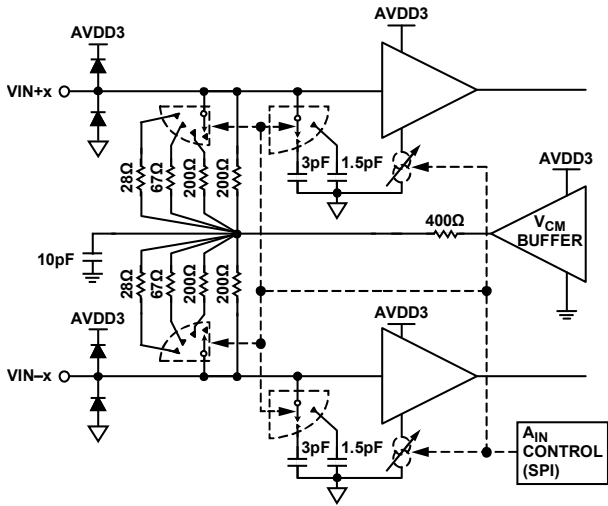 AVDD3
AVDD3
VIN+x
28Ω
67Ω
200Ω
200Ω
3pF
1.5pF
AVDD3
400Ω
VCM
BUFFER
10pF
28Ω
67Ω
200Ω
200Ω
AVDD3
AVDD3
VIN–x
3pF
1.5pF
AIN
CONTROL
(SPI)